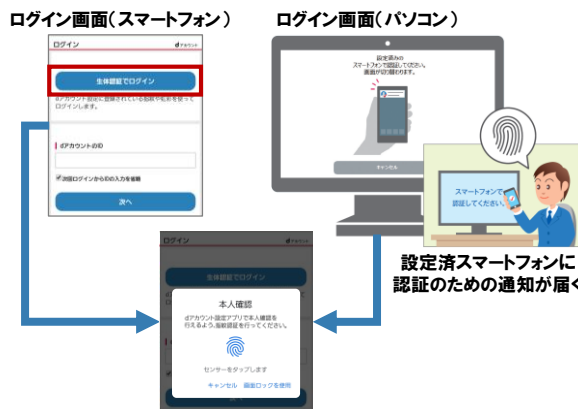 ログイン画面(スマートフォン)
ログイン画面(パソコン)
ログイン
dアカウント
生体認証でログイン
dアカウント設定に登録されている指紋や虹彩を使って
ログインします。
dアカウントのID
次回ログインからIDの入力を省略
次へ
設定済みの
スマートフォンで認証してください。
画面が切り替わります。
キャンセル
スマートフォンで
認証してください。
設定済スマートフォンに
認証のための通知が届く
ログイン
dアカウント
生体認証でログイン
本人確認
dアカウント設定アプリで本人確認を
行えるよう、指紋認証を行ってください。
センサーをタップします
キャンセル 画面ロックを使用